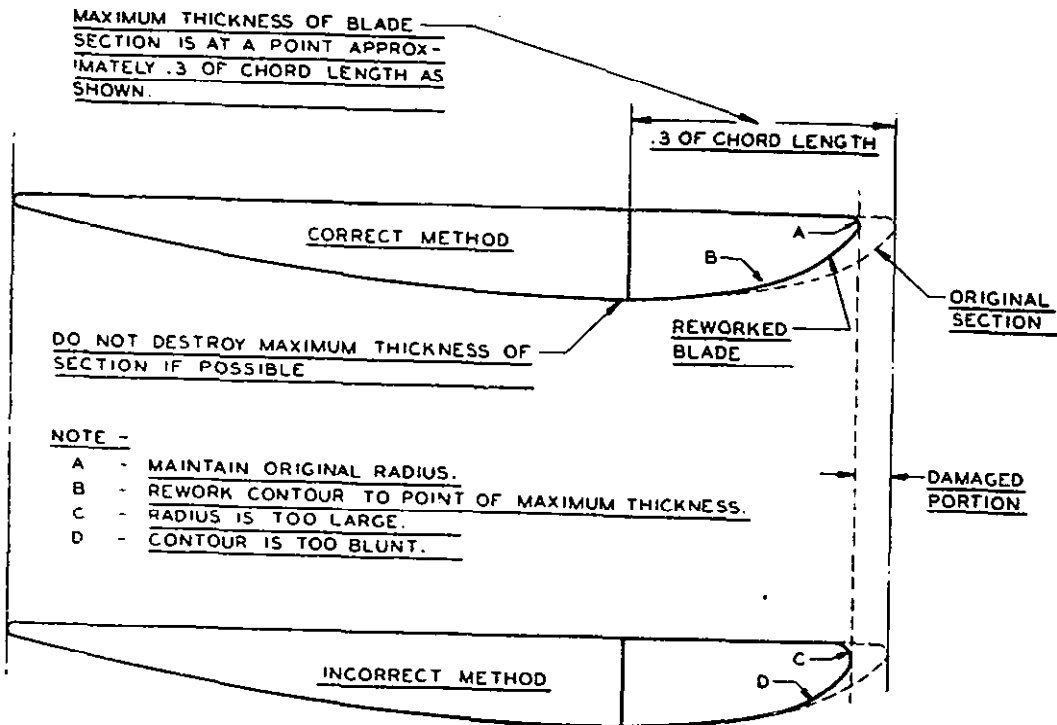 MAXIMUM THICKNESS OF BLADE
SECTION IS AT A POINT APPROX-
IMATELY .3 OF CHORD LENGTH AS
SHOWN.
.3 OF CHORD LENGTH
CORRECT METHOD
A
B
ORIGINAL
SECTION
REWORKED
BLADE
DO NOT DESTROY MAXIMUM THICKNESS OF
SECTION IF POSSIBLE
NOTE -
A - MAINTAIN ORIGINAL RADIUS.
B - REWORK CONTOUR TO POINT OF MAXIMUM THICKNESS.
C - RADIUS IS TOO LARGE.
D - CONTOUR IS TOO BLUNT.
DAMAGED
PORTION
INCORRECT METHOD
C
D